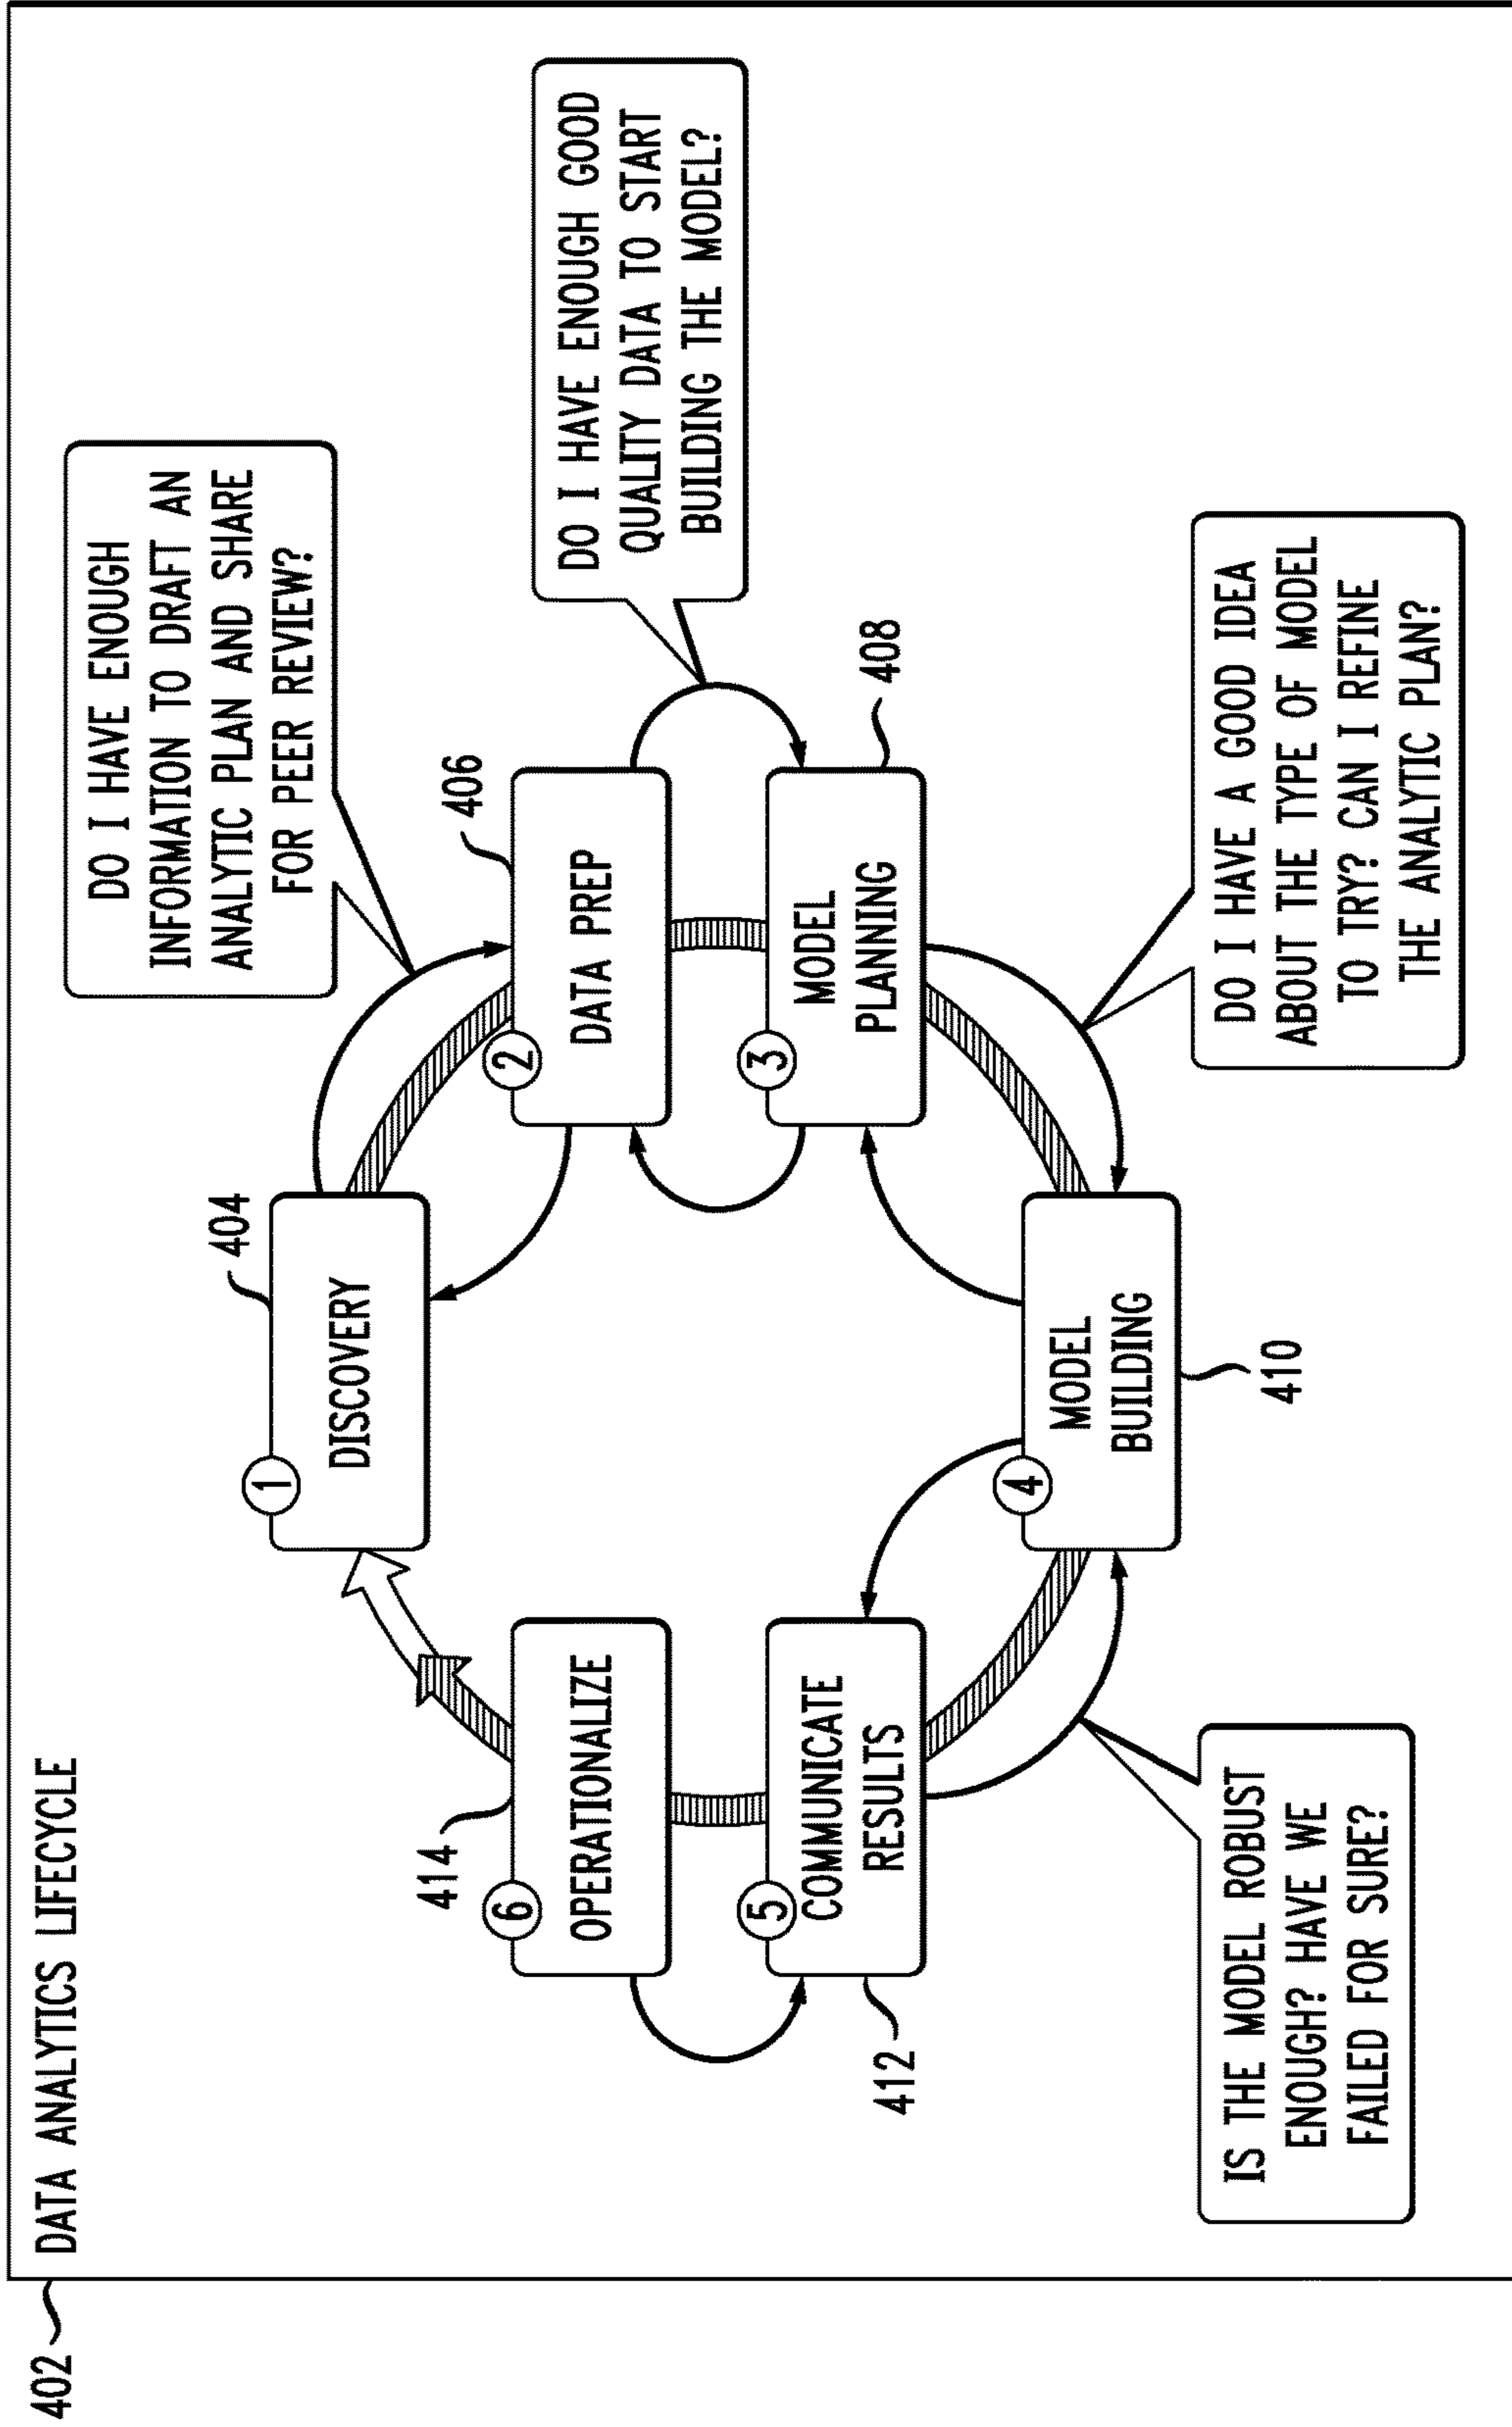 402
DATA ANALYTICS LIFECYCLE
DO I HAVE ENOUGH
INFORMATION TO DRAFT AN
ANALYTIC PLAN AND SHARE
FOR PEER REVIEW?
404
1
DISCOVERY
414
6
OPERATIONALIZE
406
2
DATA PREP
DO I HAVE ENOUGH GOOD
QUALITY DATA TO START
BUILDING THE MODEL?
412
5
COMMUNICATE
RESULTS
3
MODEL
PLANNING
408
4
MODEL
BUILDING
410
IS THE MODEL ROBUST
ENOUGH? HAVE WE
FAILED FOR SURE?
DO I HAVE A GOOD IDEA
ABOUT THE TYPE OF MODEL
TO TRY? CAN I REFINE
THE ANALYTIC PLAN?